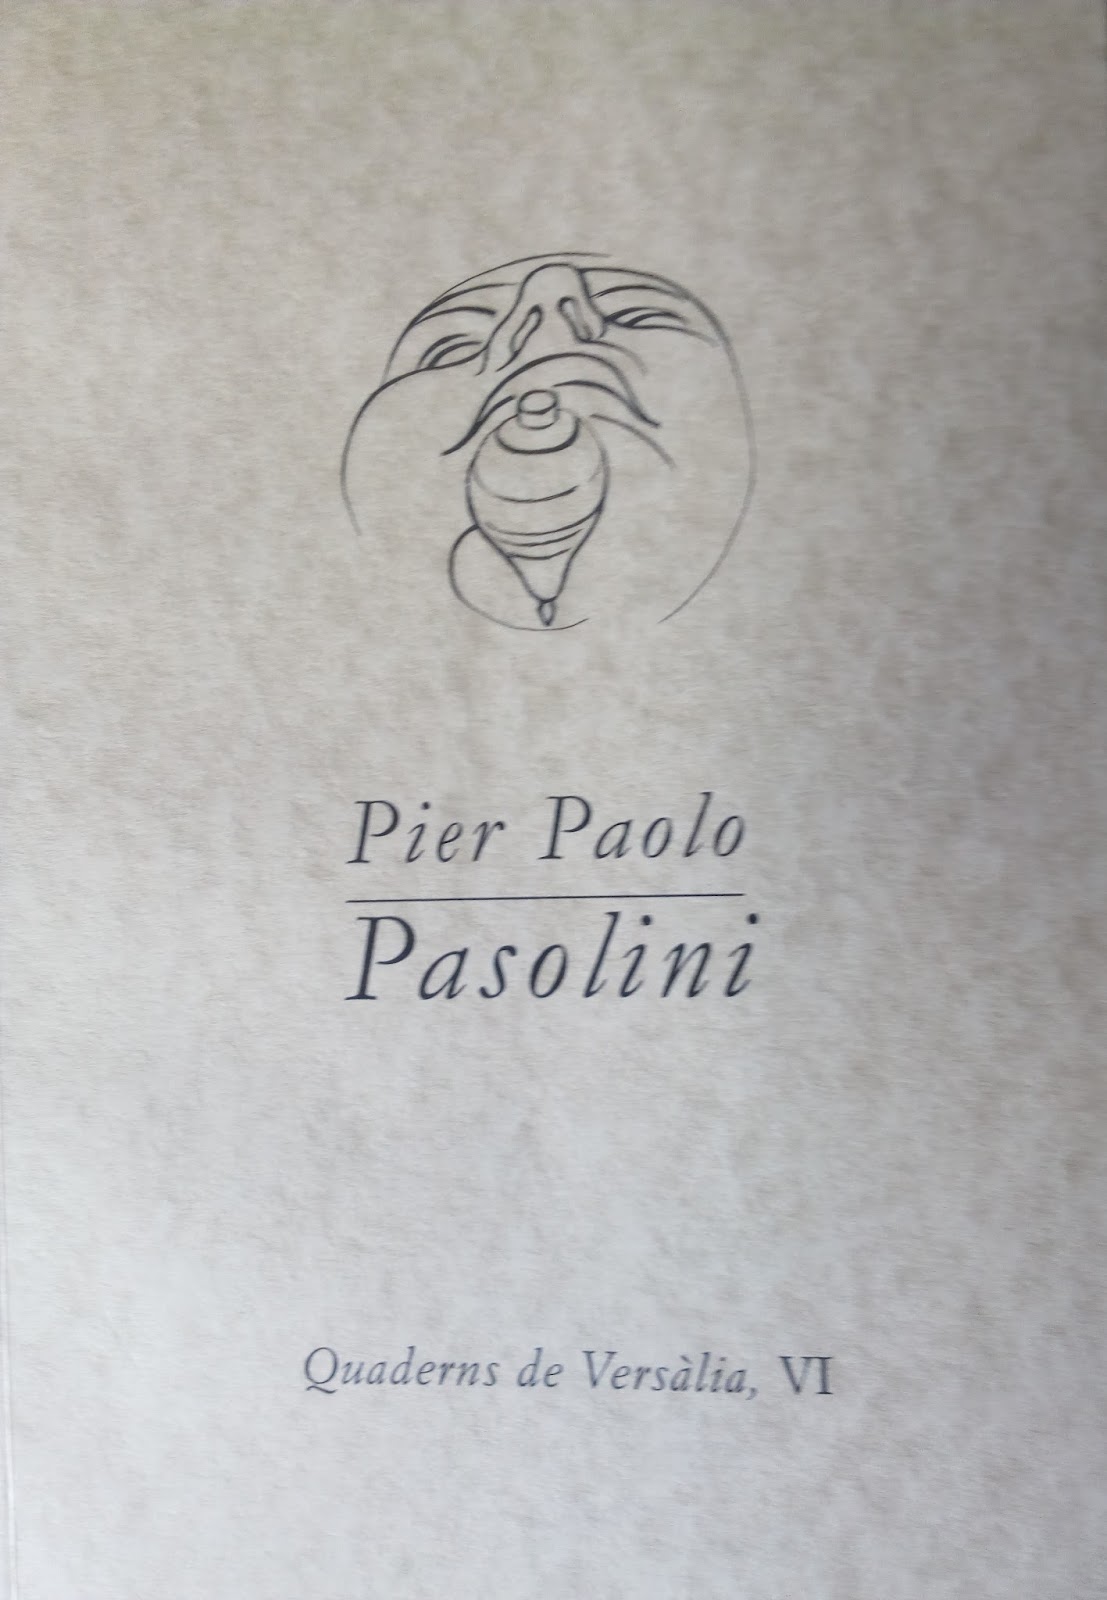 Pier Paolo
Pasolini
Quaderns de Versàlia, VI